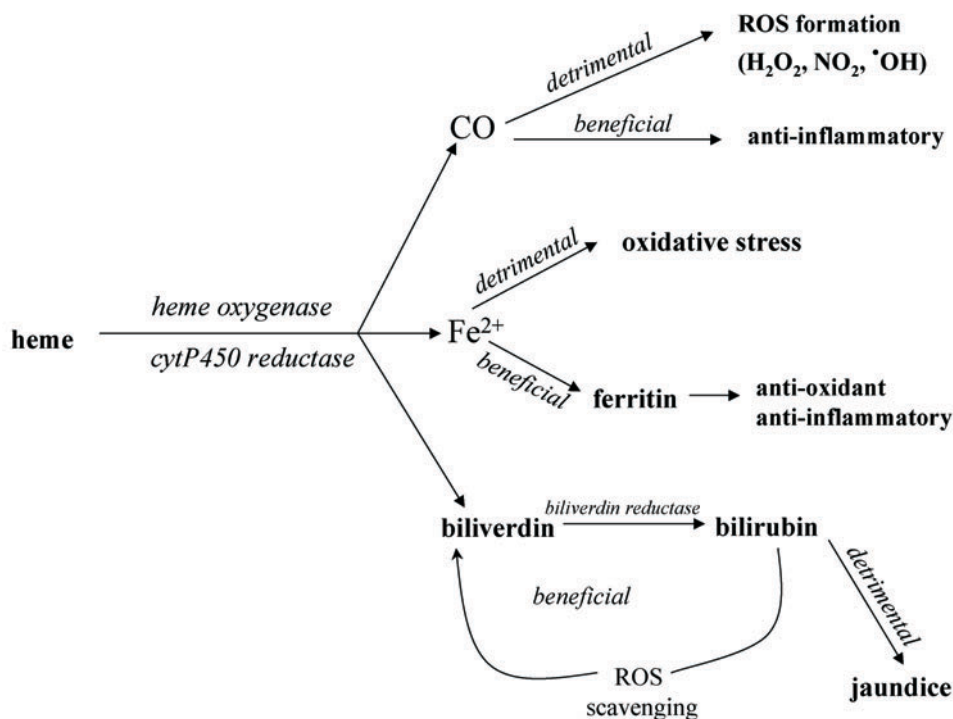 ROS formation
(H₂O₂, NO₂, •OH)
detrimental
CO
beneficial
anti-inflammatory
detrimental
oxidative stress
heme
heme oxygenase
cytP450 reductase
Fe²⁺
beneficial
ferritin
anti-oxidant
anti-inflammatory
biliverdin
biliverdin reductase
bilirubin
beneficial
detrimental
ROS
scavenging
jaundice